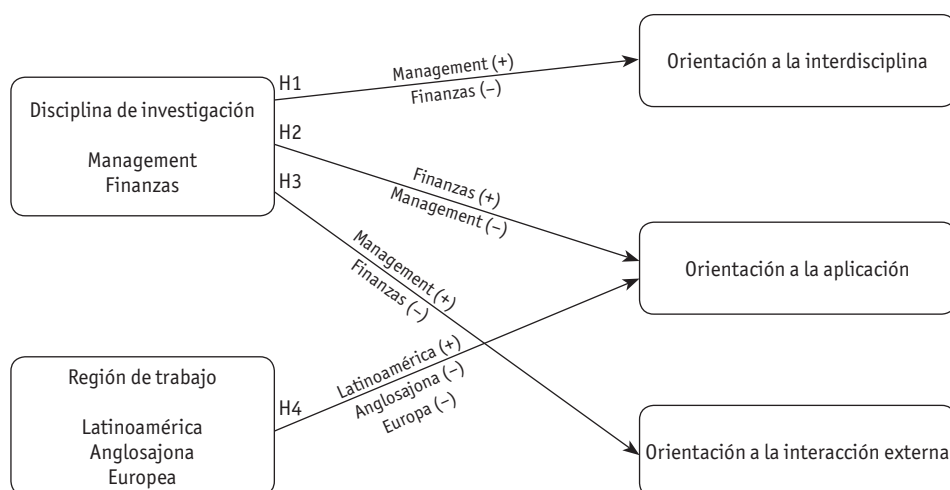 Disciplina de investigación
Management
Finanzas
H1
Management (+)
Finanzas (–)
Orientación a la interdisciplina
H2
Finanzas (+)
Management (–)
Orientación a la aplicación
H3
Management (+)
Finanzas (–)
Región de trabajo
Latinoamérica
Anglosajona
Europea
H4
Latinoamérica (+)
Anglosajona (–)
Europa (–)
Orientación a la interacción externa